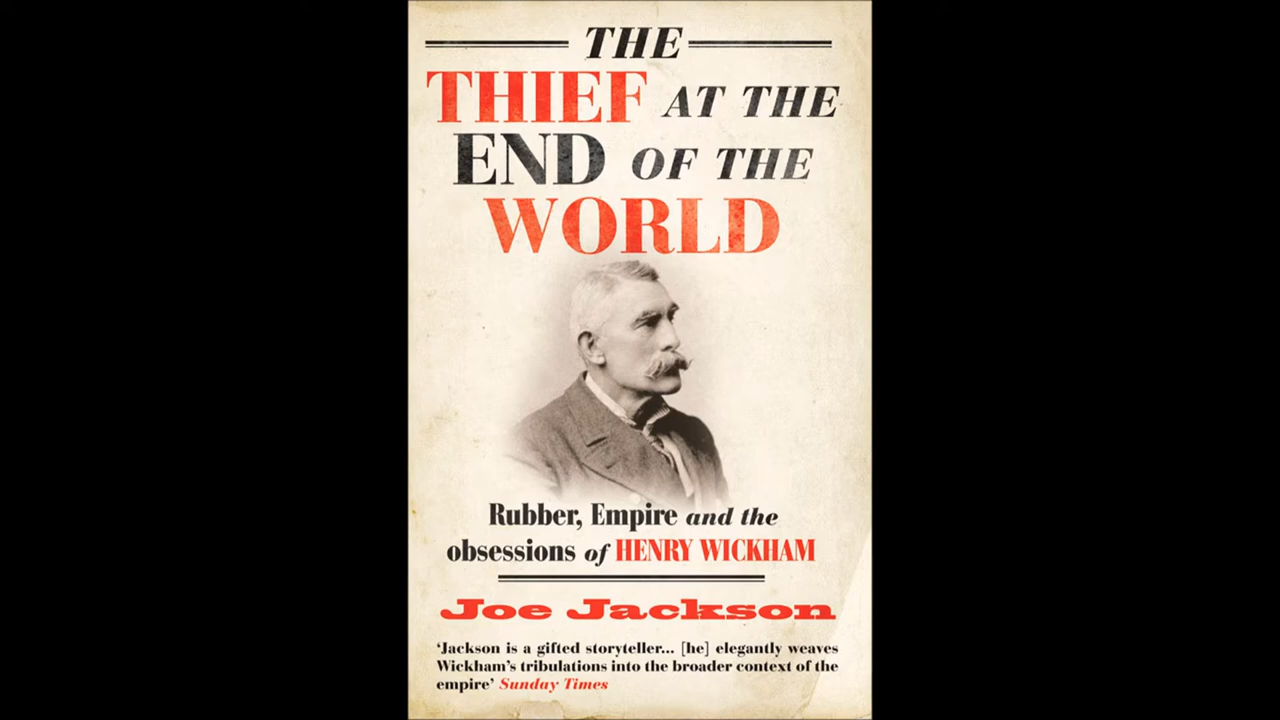 THE
THIEF AT THE
END OF THE
WORLD
Rubber, Empire and the
obsessions of HENRY WICKHAM
Joe Jackson
‘Jackson is a gifted storyteller... [he] elegantly weaves
Wickham’s tribulations into the broader context of the
empire’ Sunday Times